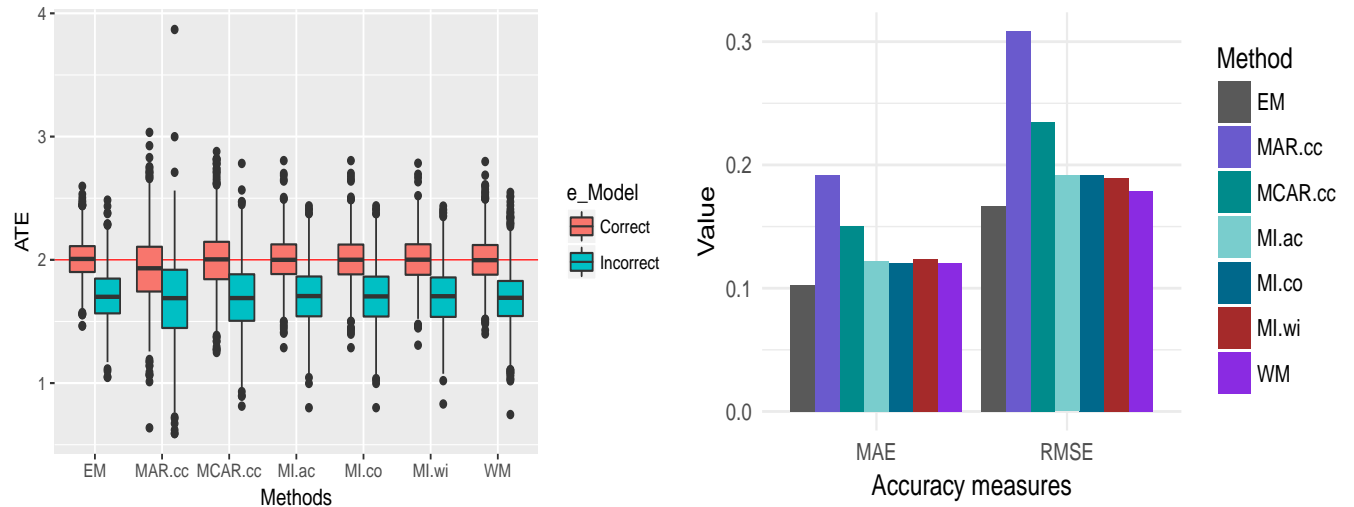 4
3
2
1
ATE
EM MAR.cc MCAR.cc MI.ac MI.co MI.wi WM
Methods
e_Model
Correct
Incorrect
0.3
0.2
0.1
0.0
Value
MAE RMSE
Accuracy measures
Method
EM
MAR.cc
MCAR.cc
MI.ac
MI.co
MI.wi
WM